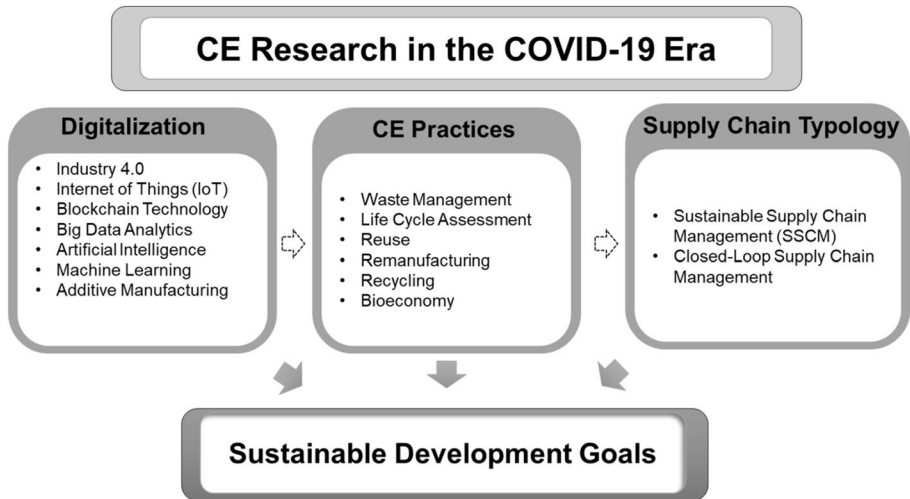 CE Research in the COVID-19 Era
Digitalization
• Industry 4.0
• Internet of Things (IoT)
• Blockchain Technology
• Big Data Analytics
• Artificial Intelligence
• Machine Learning
• Additive Manufacturing
CE Practices
• Waste Management
• Life Cycle Assessment
• Reuse
• Remanufacturing
• Recycling
• Bioeconomy
Supply Chain Typology
• Sustainable Supply Chain
Management (SSCM)
• Closed-Loop Supply Chain
Management
Sustainable Development Goals